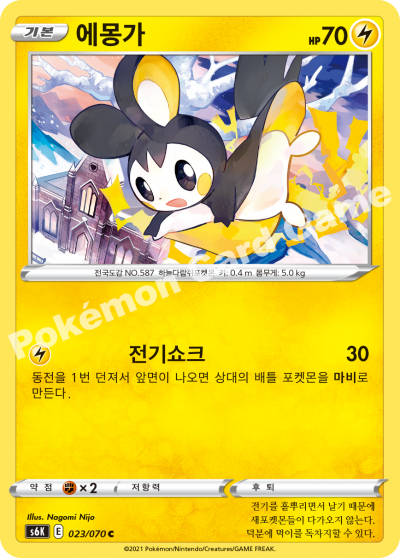 기본 에몽가 HP 70
전국도감 NO.587 하늘다람쥐포켓몬 키: 0.4 m 몸무게: 5.0 kg
Pokémon Card Game
전기쇼크 30
동전을 1번 던져서 앞면이 나오면 상대의 배틀 포켓몬을 마비로
만든다.
약점 ×2 저항력 후퇴
Illus. Nagomi Nijo
s6K E 023/070 C
전기를 흩뿌리면서 날기 때문에
새포켓몬들이 다가오지 않는다.
덕분에 먹이를 독차지할 수 있다.
©2021 Pokémon/Nintendo/Creatures/GAME FREAK.